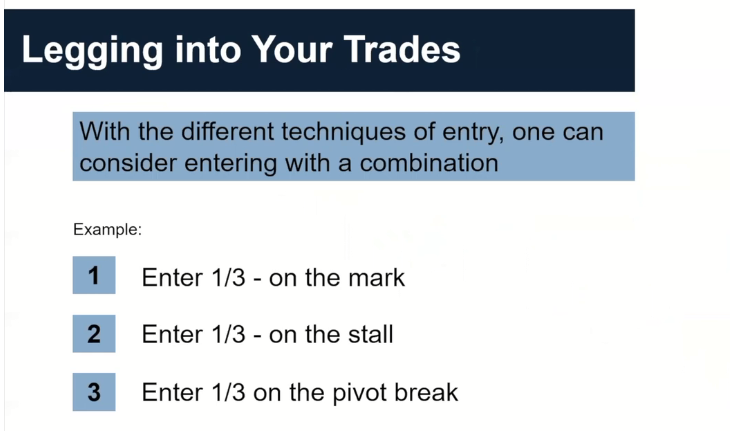 Legging into Your Trades
With the different techniques of entry, one can
consider entering with a combination
Example:
1 Enter 1/3 - on the mark
2 Enter 1/3 - on the stall
3 Enter 1/3 on the pivot break